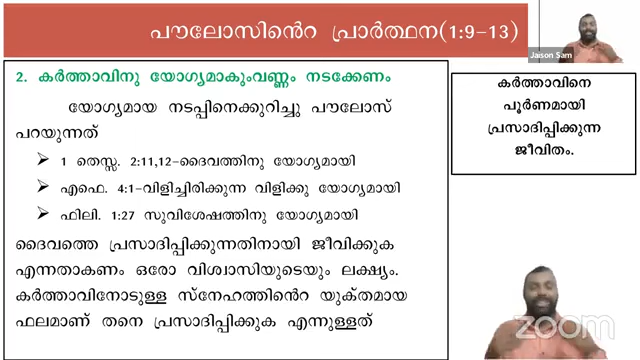 പൗലോസിൻെറ പ്രാർത്ഥന(1:9-13)
Jaison Sam
2. കർത്താവിനു യോഗ്യമാകുംവണ്ണം നടക്കേണം
യോഗ്യമായ നടപ്പിനെക്കുറിച്ചു പൗലോസ്
പറയുന്നത്
➢ 1 തെസ്സ. 2:11,12-ദൈവത്തിനു യോഗ്യമായി
➢ എഫെ. 4:1-വിളിച്ചിരിക്കുന്ന വിളിക്കു യോഗ്യമായി
➢ ഫിലി. 1:27 സുവിശേഷത്തിനു യോഗ്യമായി
ദൈവത്തെ പ്രസാദിപ്പിക്കുന്നതിനായി ജീവിക്കുക
എന്നതാകണം ഒരോ വിശ്വാസിയുടെയും ലക്ഷ്യം.
കർത്താവിനോടുള്ള സ്നേഹത്തിൻെറ യുക്തമായ
ഫലമാണ് തനെ പ്രസാദിപ്പിക്കുക എന്നുള്ളത്
കർത്താവിനെ
പൂർണമായി
പ്രസാദിപ്പിക്കുന്ന
ജീവിതം.
zoom